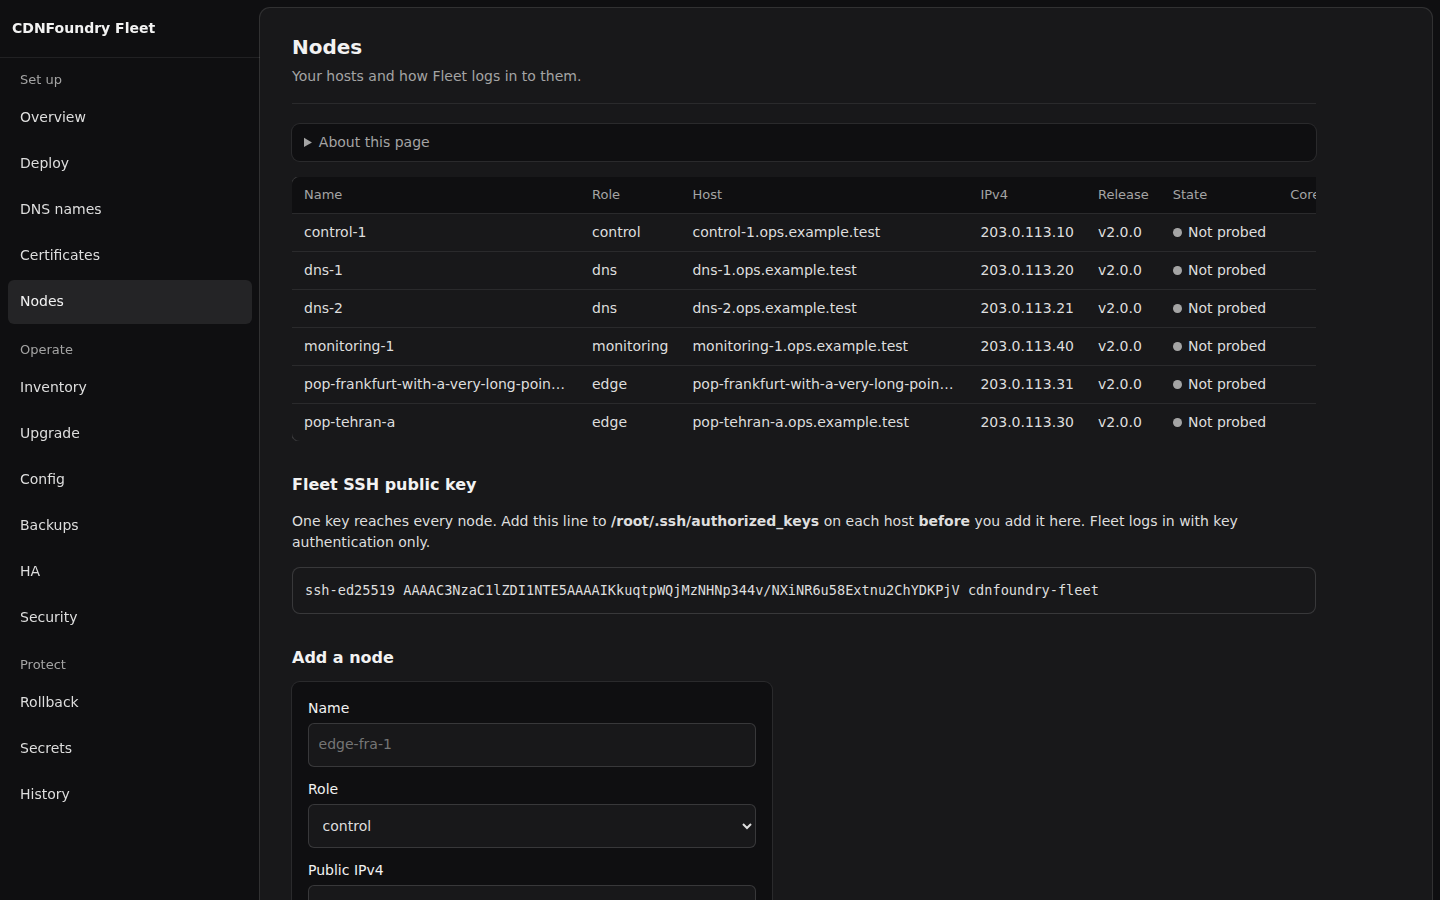 CDNFoundry Fleet
Set up
Overview
Deploy
DNS names
Certificates
Nodes
Operate
Inventory
Upgrade
Config
Backups
HA
Security
Protect
Rollback
Secrets
History
Nodes
Your hosts and how Fleet logs in to them.
About this page
Name Role Host IPv4 Release State Core
control-1 control control-1.ops.example.test 203.0.113.10 v2.0.0 Not probed
dns-1 dns dns-1.ops.example.test 203.0.113.20 v2.0.0 Not probed
dns-2 dns dns-2.ops.example.test 203.0.113.21 v2.0.0 Not probed
monitoring-1 monitoring monitoring-1.ops.example.test 203.0.113.40 v2.0.0 Not probed
pop-frankfurt-with-a-very-long-poin… edge pop-frankfurt-with-a-very-long-poin… 203.0.113.31 v2.0.0 Not probed
pop-tehran-a edge pop-tehran-a.ops.example.test 203.0.113.30 v2.0.0 Not probed
Fleet SSH public key
One key reaches every node. Add this line to /root/.ssh/authorized_keys on each host before you add it here. Fleet logs in with key
authentication only.
ssh-ed25519 AAAAC3NzaC1lZDI1NTE5AAAAIKkuqtpWQjMzNHNp344v/NXiNR6u58Extnu2ChYDKPjV cdnfoundry-fleet
Add a node
Name
edge-fra-1
Role
control
Public IPv4